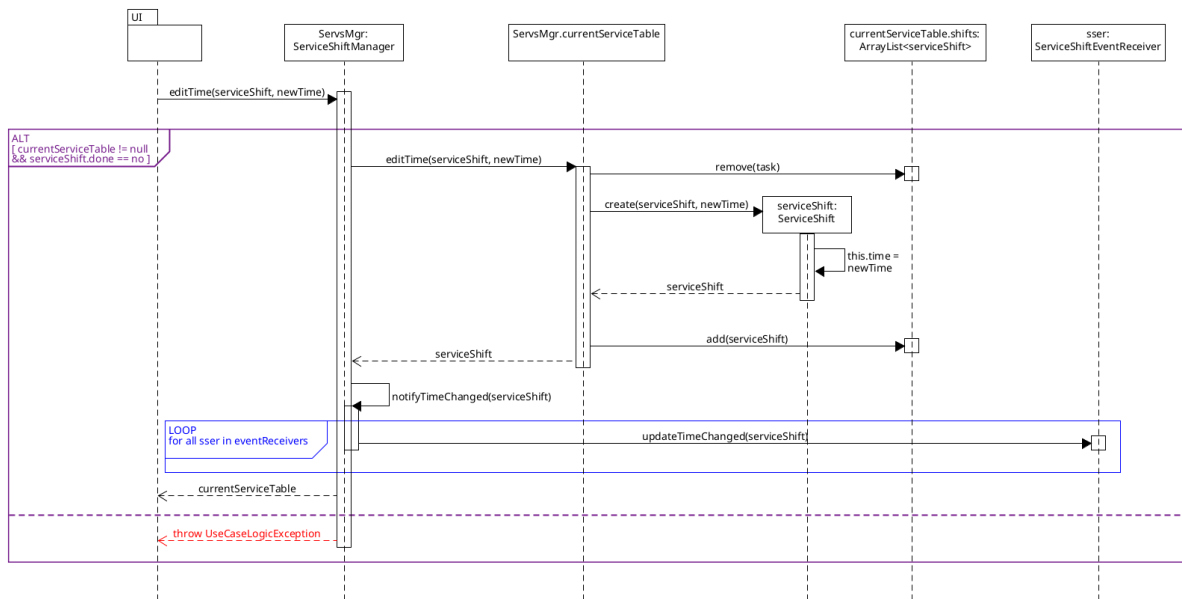 UI
ServsMgr:
ServiceShiftManager
ServsMgr.currentServiceTable
currentServiceTable.shifts:
ArrayList<serviceShift>
sser:
ServiceShiftEventReceiver
editTime(serviceShift, newTime)
ALT
[ currentServiceTable != null
&& serviceShift.done == no ]
editTime(serviceShift, newTime)
remove(task)
create(serviceShift, newTime)
serviceShift:
ServiceShift
this.time =
newTime
serviceShift
add(serviceShift)
serviceShift
notifyTimeChanged(serviceShift)
LOOP
for all sser in eventReceivers
updateTimeChanged(serviceShift)
currentServiceTable
throw UseCaseLogicException